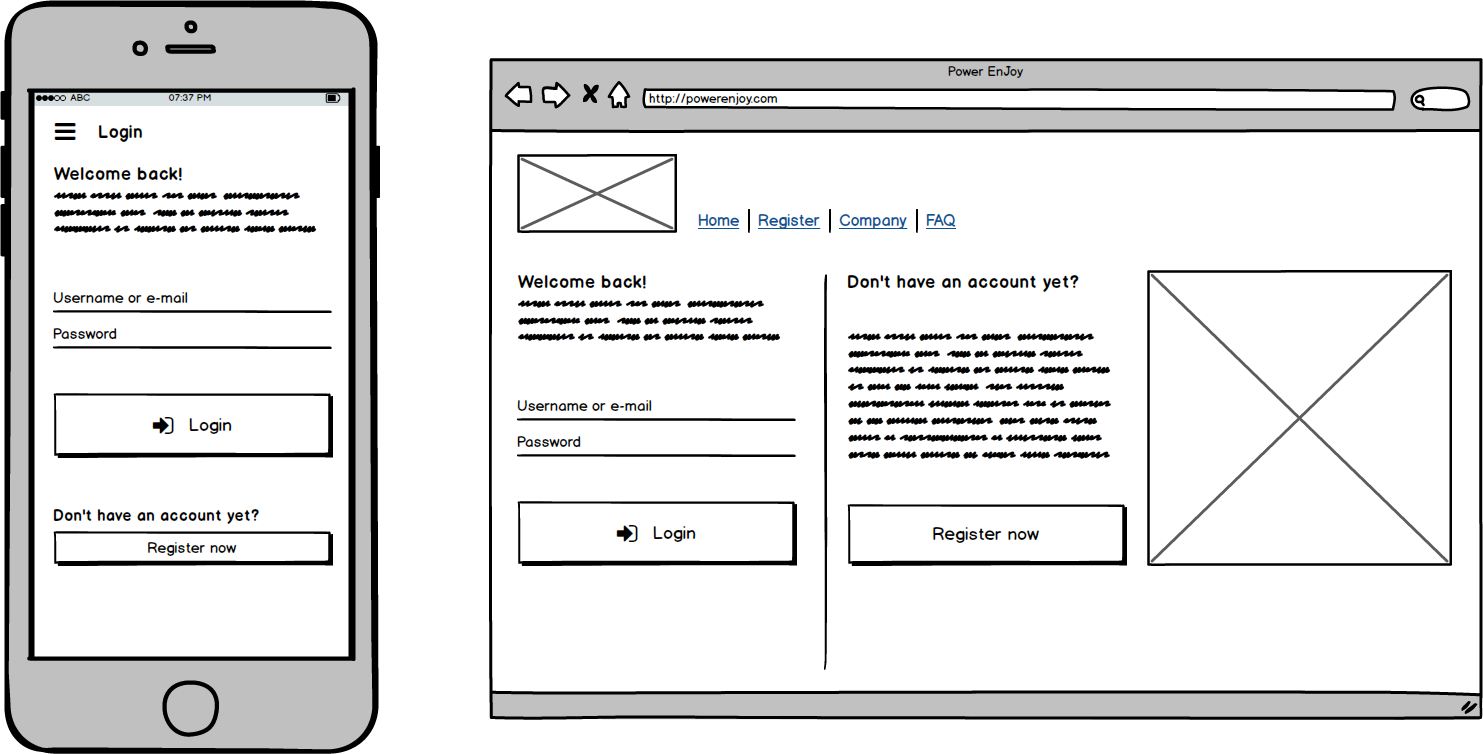 ABC 07:37 PM
Login
Welcome back!
Username or e-mail
Password
Login
Don't have an account yet?
Register now
Power EnJoy
http://powerenjoy.com
Home Register Company FAQ
Welcome back!
Username or e-mail
Password
Login
Don't have an account yet?
Register now